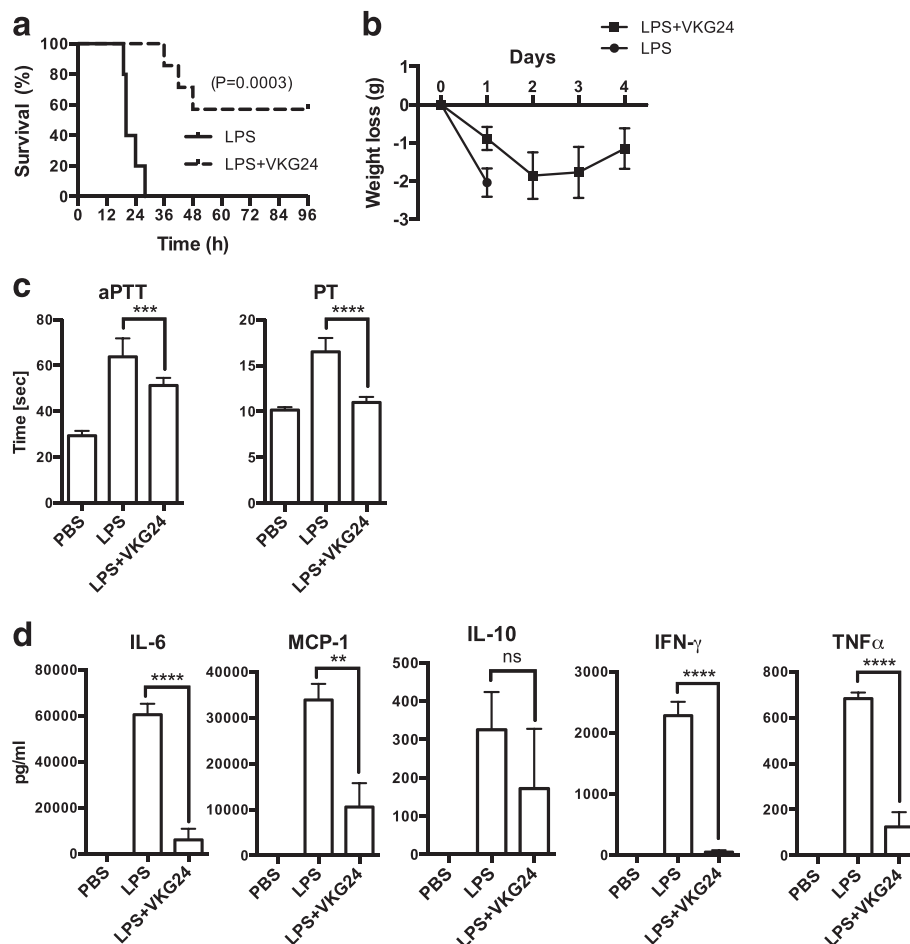 a
100
80
60
40
20
0
Survival (%)
(P=0.0003)
LPS
LPS+VKG24
0 12 24 36 48 60 72 84 96
Time (h)
b
LPS+VKG24
LPS
Days
0 1 2 3 4
1
0
-1
-2
-3
Weight loss (g)
c
aPTT
***
80
60
40
20
0
Time [sec]
PBS
LPS
LPS+VKG24
PT
****
20
15
10
5
0
PBS
LPS
LPS+VKG24
d
IL-6
****
80000
60000
40000
20000
0
pg/ml
PBS
LPS
LPS+VKG24
MCP-1
**
40000
30000
20000
10000
0
PBS
LPS
LPS+VKG24
IL-10
ns
500
400
300
200
100
0
PBS
LPS
LPS+VKG24
IFN-γ
****
3000
2000
1000
0
PBS
LPS
LPS+VKG24
TNFα
****
800
600
400
200
0
PBS
LPS
LPS+VKG24